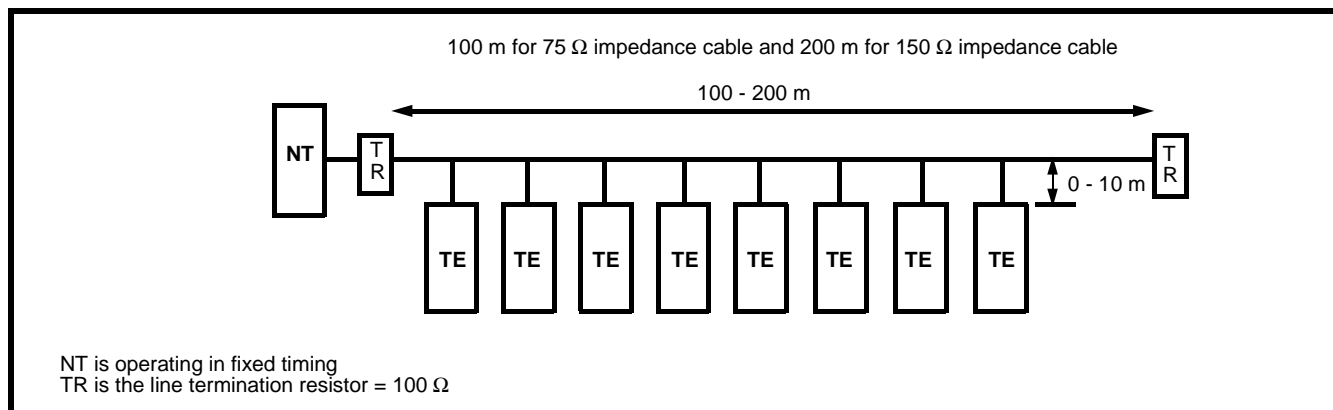 100 m for 75 Ω impedance cable and 200 m for 150 Ω impedance cable
100 - 200 m
NT
T
R
T
R
0 - 10 m
TE
TE
TE
TE
TE
TE
TE
TE
NT is operating in fixed timing
TR is the line termination resistor = 100 Ω